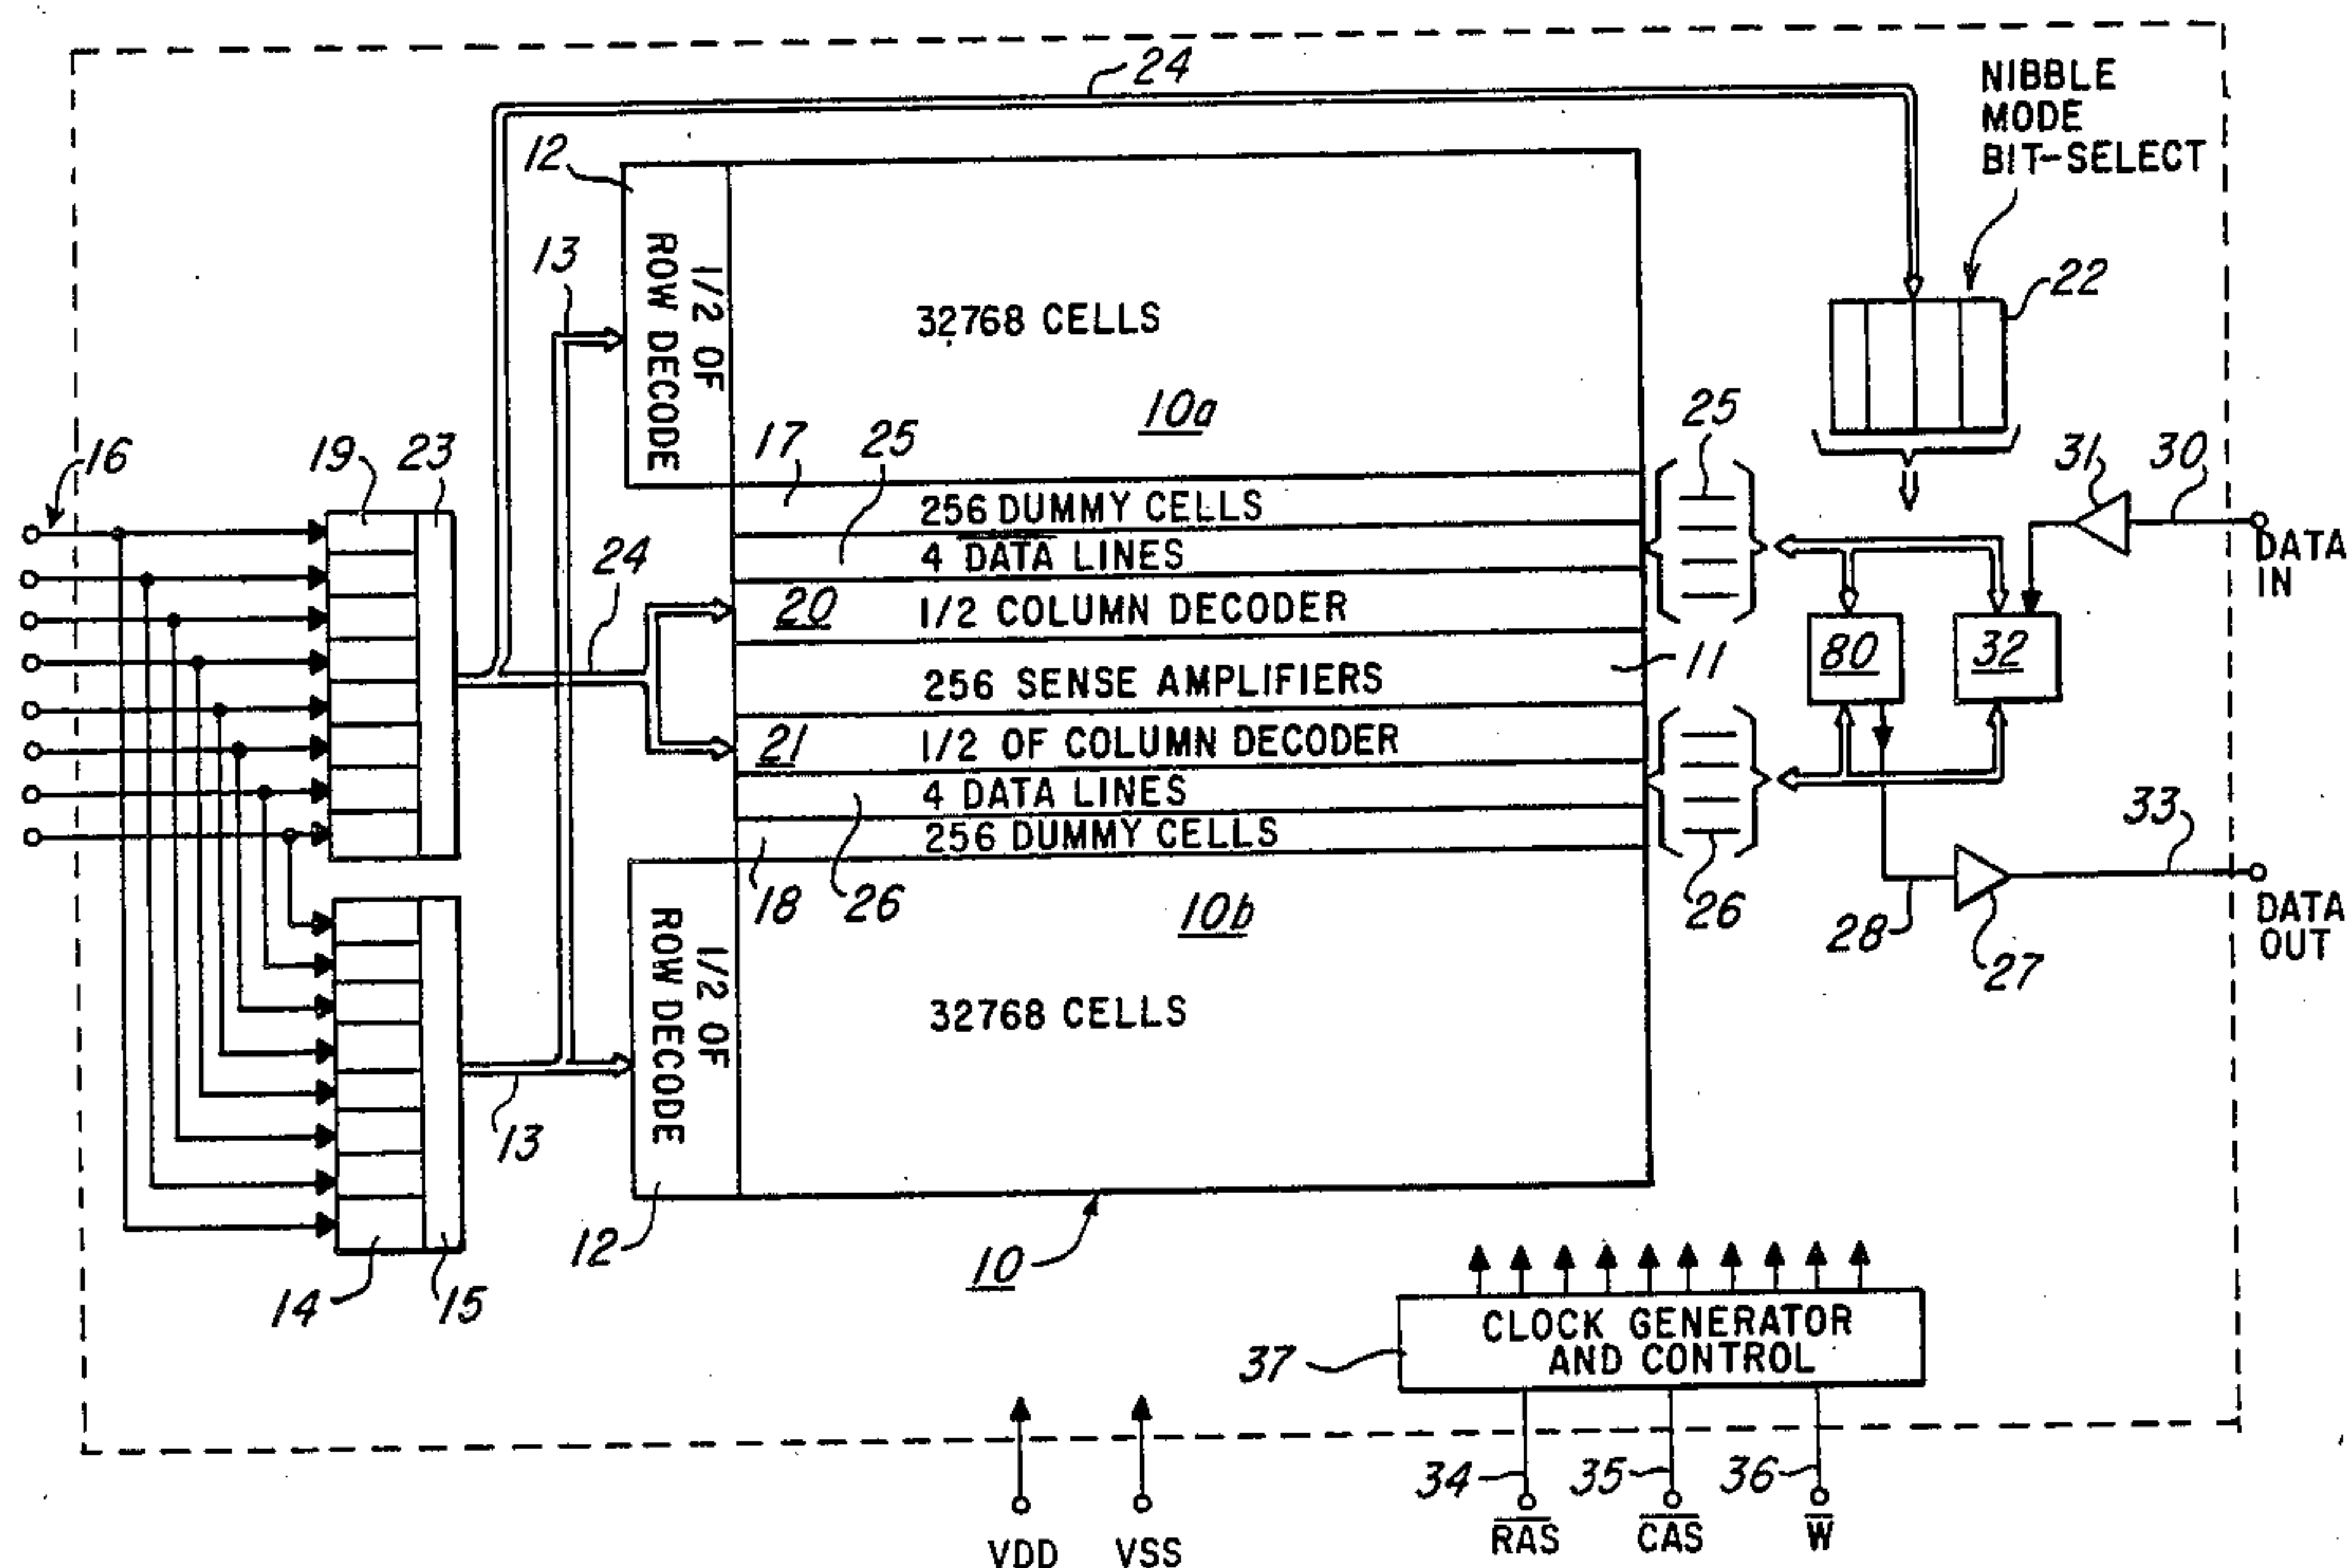 24
NIBBLE
MODE
BIT-SELECT
12
13
1/2 OF
ROW DECODE
32768 CELLS
22
10a
25
31
30
16
19
23
17
25
256 DUMMY CELLS
4 DATA LINES
DATA
IN
24
20
1/2 COLUMN DECODER
80
32
11
256 SENSE AMPLIFIERS
21
1/2 OF COLUMN DECODER
4 DATA LINES
256 DUMMY CELLS
33
18
26
10b
26
28
27
DATA
OUT
1/2 OF
ROW DECODE
32768 CELLS
13
12
10
14
15
37
CLOCK GENERATOR
AND CONTROL
34
35
36
VDD
VSS
RAS
CAS
W